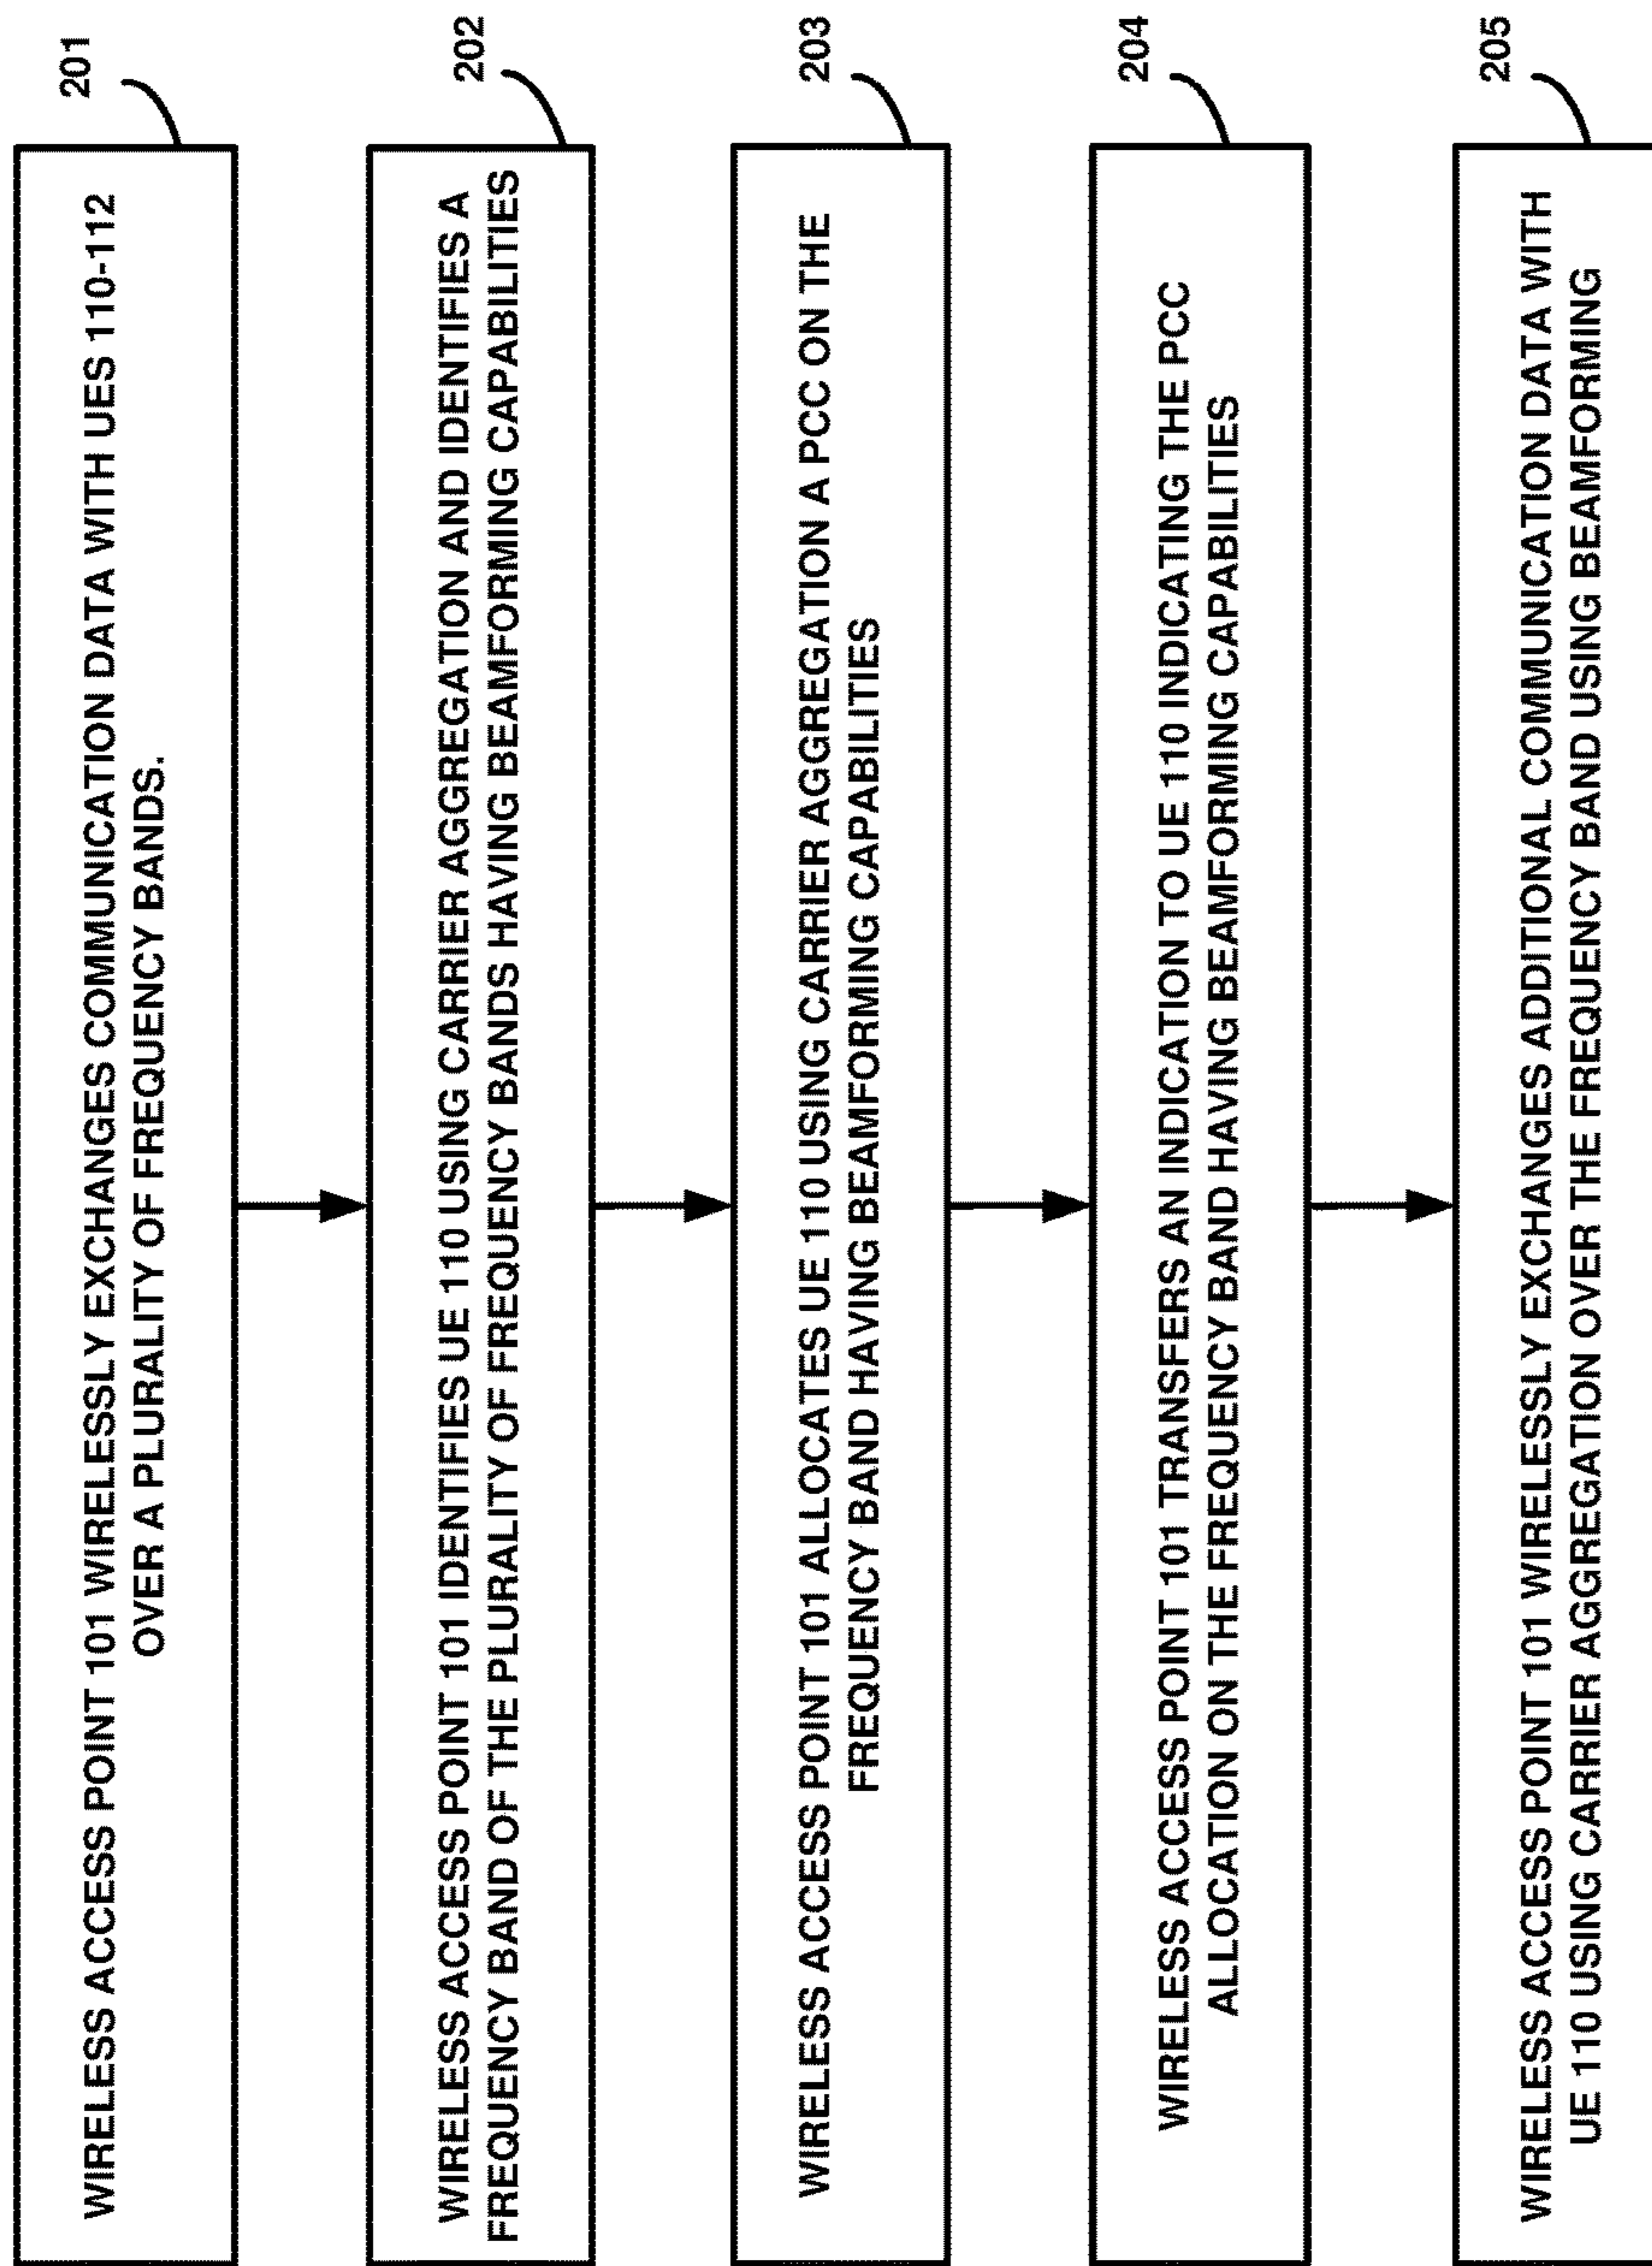 201
WIRELESS ACCESS POINT 101 WIRELESSLY EXCHANGES COMMUNICATION DATA WITH UES 110-112
OVER A PLURALITY OF FREQUENCY BANDS.
202
WIRELESS ACCESS POINT 101 IDENTIFIES UE 110 USING CARRIER AGGREGATION AND IDENTIFIES A
FREQUENCY BAND OF THE PLURALITY OF FREQUENCY BANDS HAVING BEAMFORMING CAPABILITIES
203
WIRELESS ACCESS POINT 101 ALLOCATES UE 110 USING CARRIER AGGREGATION A PCC ON THE
FREQUENCY BAND HAVING BEAMFORMING CAPABILITIES
204
WIRELESS ACCESS POINT 101 TRANSFERS AN INDICATION TO UE 110 INDICATING THE PCC
ALLOCATION ON THE FREQUENCY BAND HAVING BEAMFORMING CAPABILITIES
205
WIRELESS ACCESS POINT 101 WIRELESSLY EXCHANGES ADDITIONAL COMMUNICATION DATA WITH
UE 110 USING CARRIER AGGREGATION OVER THE FREQUENCY BAND USING BEAMFORMING